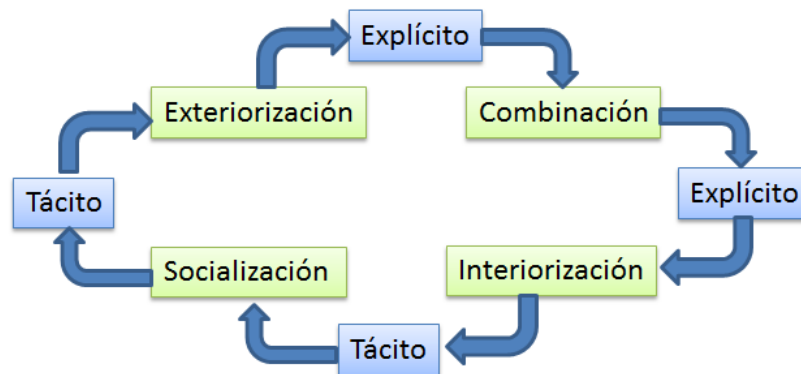 Explícito
Exteriorización
Combinación
Tácito
Explícito
Socialización
Interiorización
Tácito